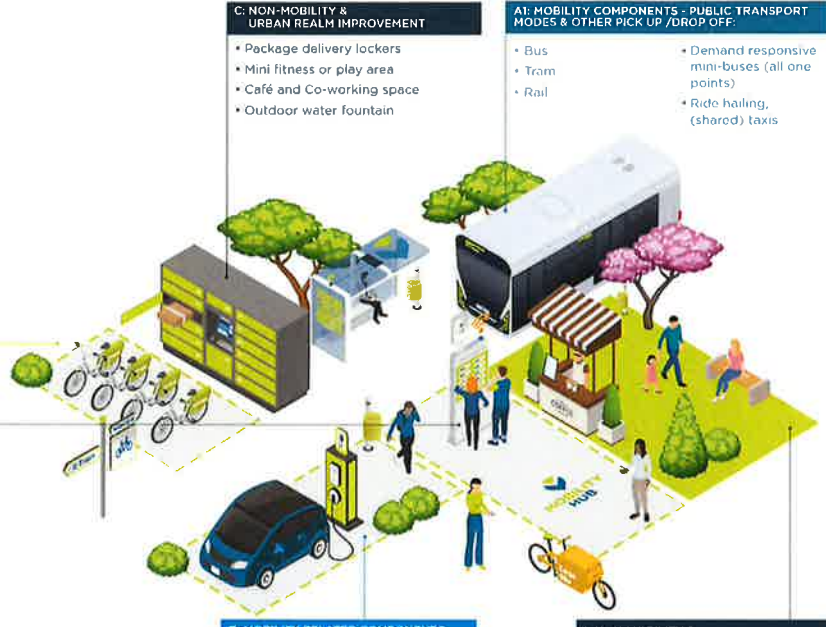 C: NON-MOBILITY &
URBAN REALM IMPROVEMENT
• Package delivery lockers
• Mini fitness or play area
• Café and Co-working space
• Outdoor water fountain
A1: MOBILITY COMPONENTS - PUBLIC TRANSPORT
MODES & OTHER PICK UP /DROP OFF:
• Bus
• Tram
• Rail
• Demand responsive
mini-buses (all one
points)
• Ride hailing,
(shared) taxis
MOBILITY
HUB